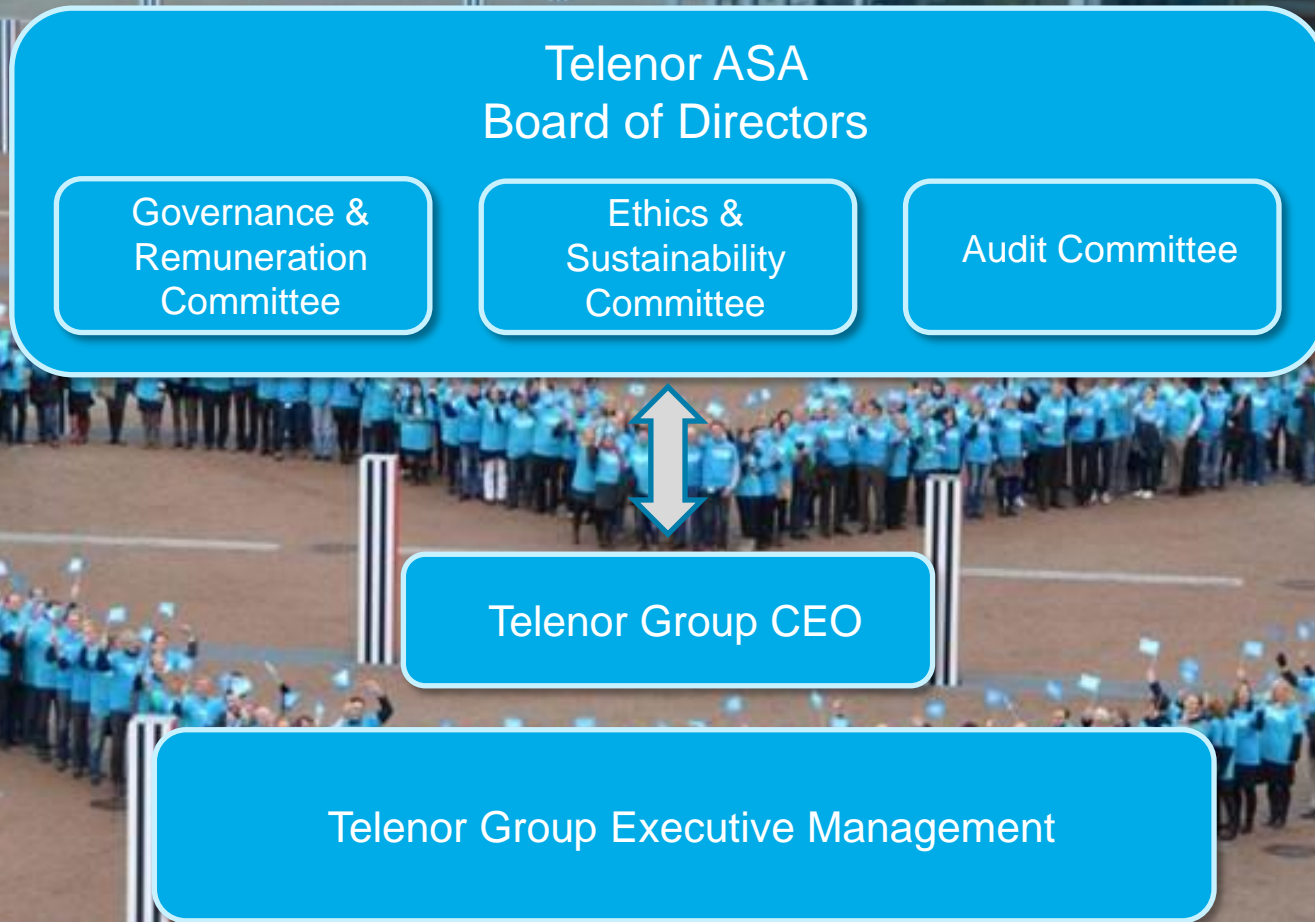 Telenor ASA
Board of Directors
Governance &
Remuneration
Committee
Ethics &
Sustainability
Committee
Audit Committee
Telenor Group CEO
Telenor Group Executive Management